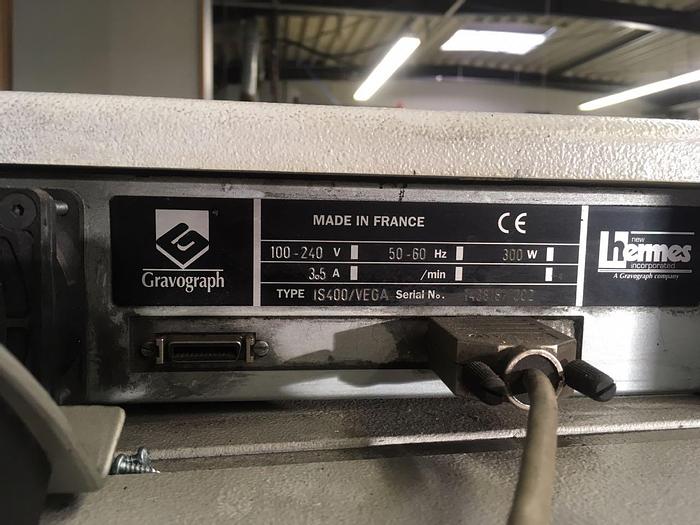 Gravograph
MADE IN FRANCE CE
100-240 V 50-60 Hz 300 W
3.5 A /min
TYPE IS400/VEGA Serial No.
new
hermes
incorporated
A Gravograph company